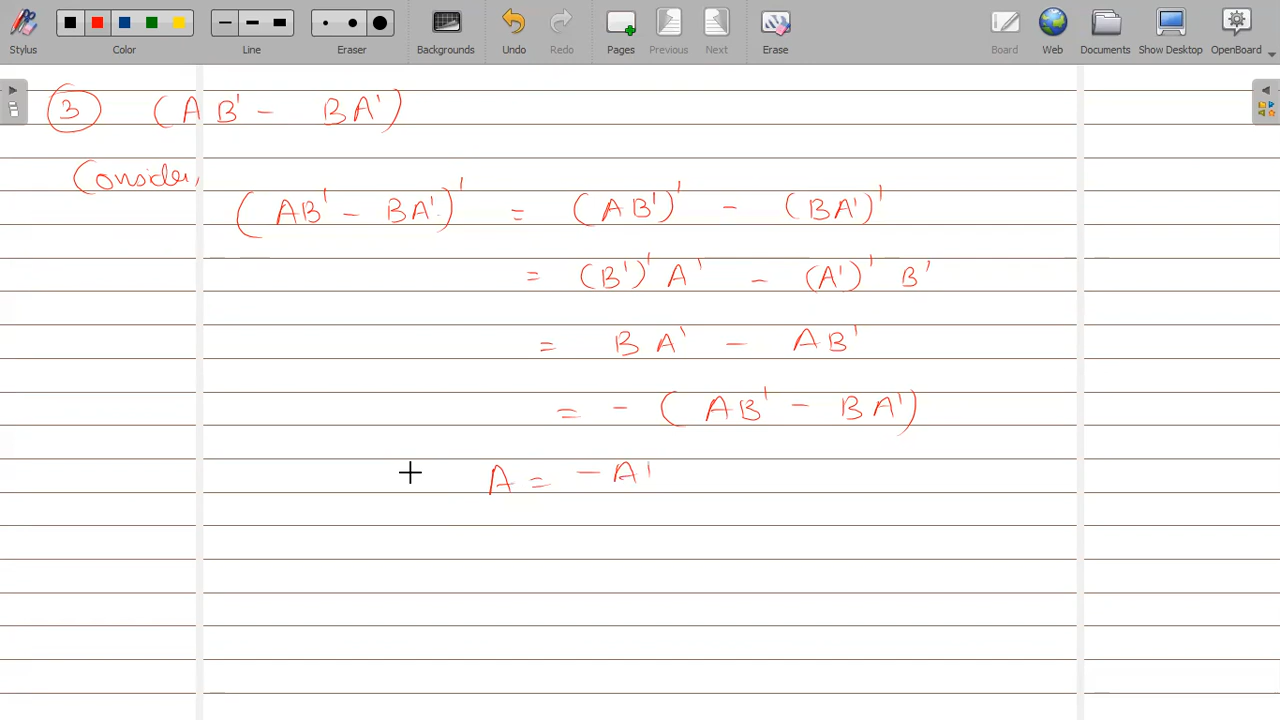 Stylus Color Line Eraser Backgrounds Undo Redo Pages Previous Next Erase Board Web Documents Show Desktop OpenBoard
③ (AB' - BA')
Consider,
(AB' - BA')' = (AB')' - (BA')'
= (B')' A' - (A')' B'
= BA' - AB'
= - (AB' - BA')
A = -A'